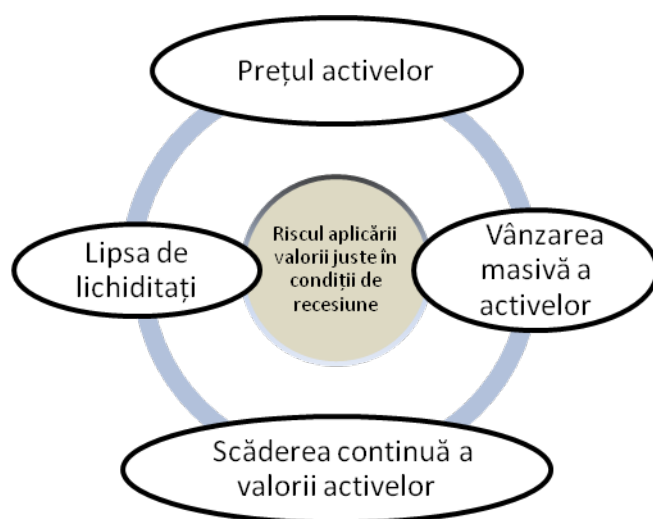 Prețul activelor
Lipsa de
lichiditați
Riscul aplicării
valorii juste în
condiții de
recesiune
Vânzarea
masivă a
activelor
Scăderea continuă a
valorii activelor